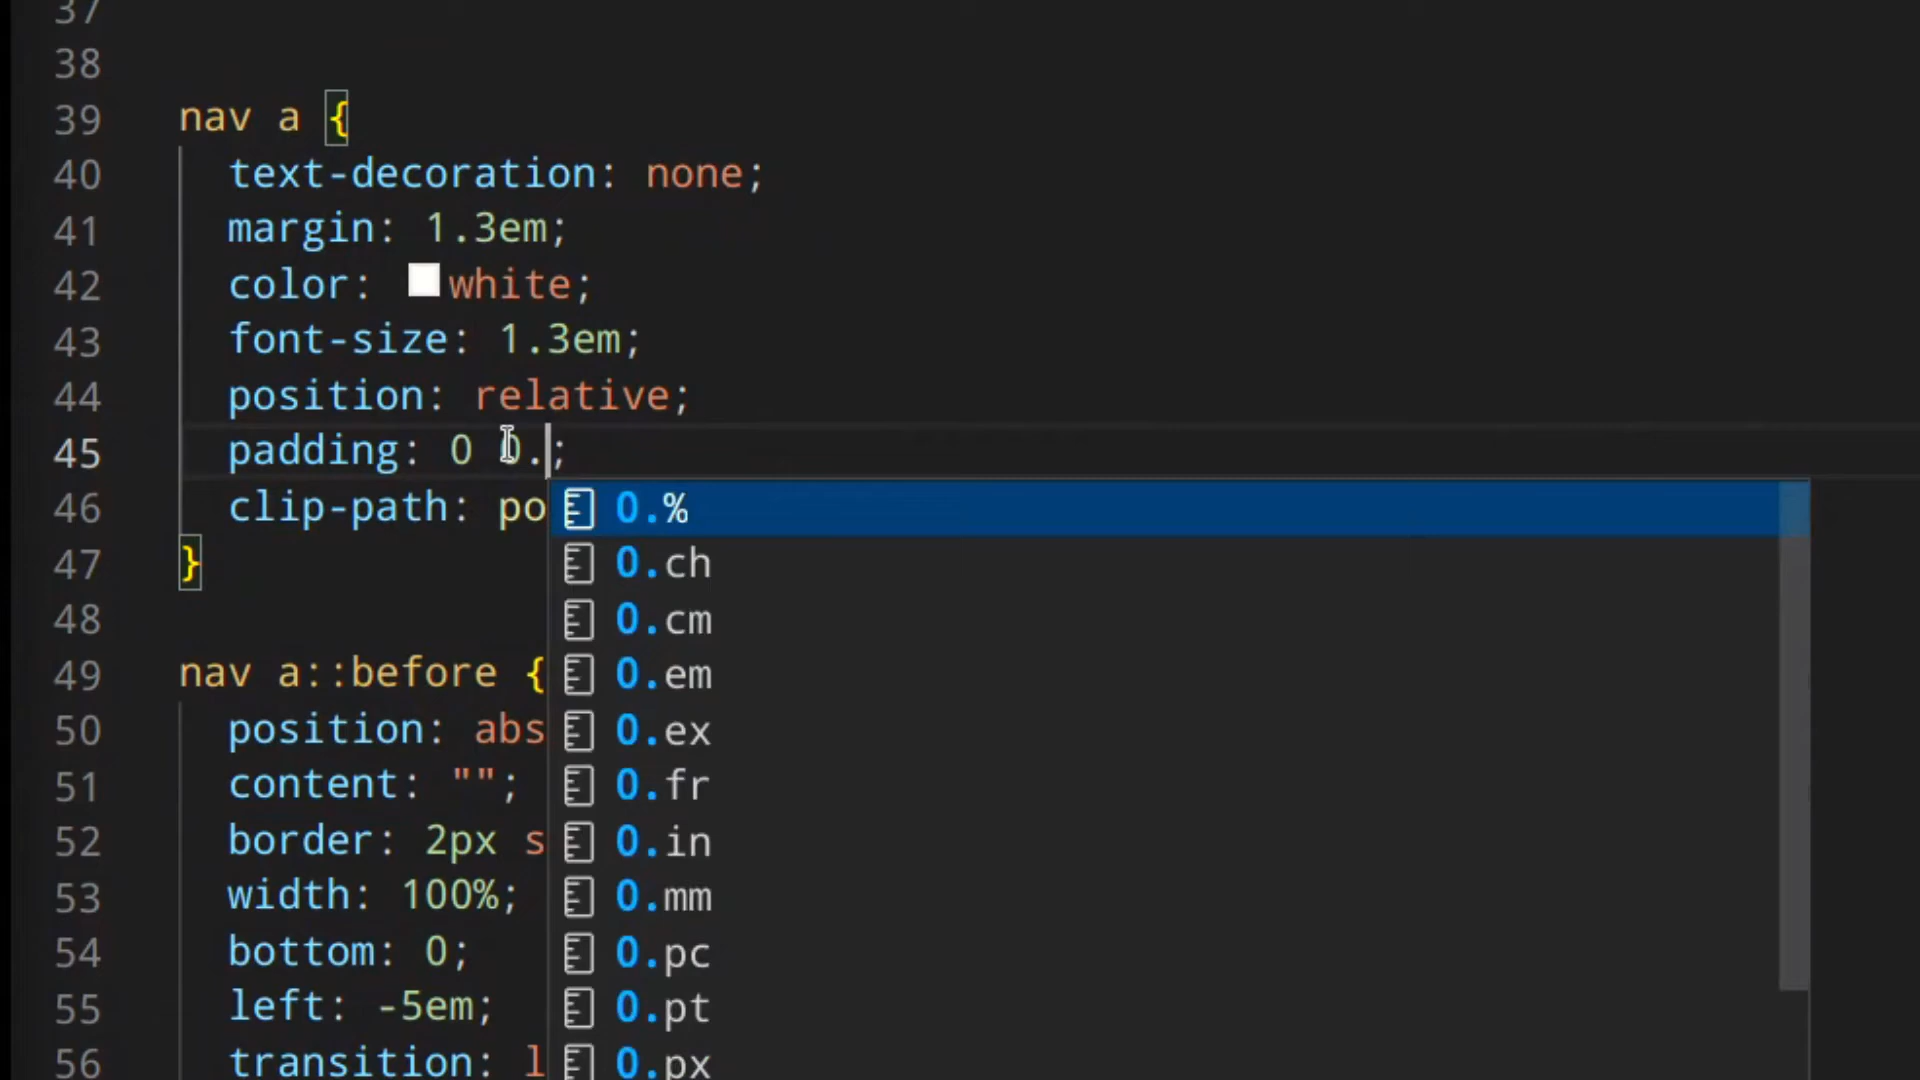 37
38
39 nav a {
40 text-decoration: none;
41 margin: 1.3em;
42 color: white;
43 font-size: 1.3em;
44 position: relative;
45 padding: 0 0.;
46 clip-path: po
0.%
47 }
0.ch
48
0.cm
49 nav a::before {
0.em
50 position: abs
0.ex
51 content: "";
0.fr
52 border: 2px s
0.in
53 width: 100%;
0.mm
54 bottom: 0;
0.pc
55 left: -5em;
0.pt
56 transition: l
0.px